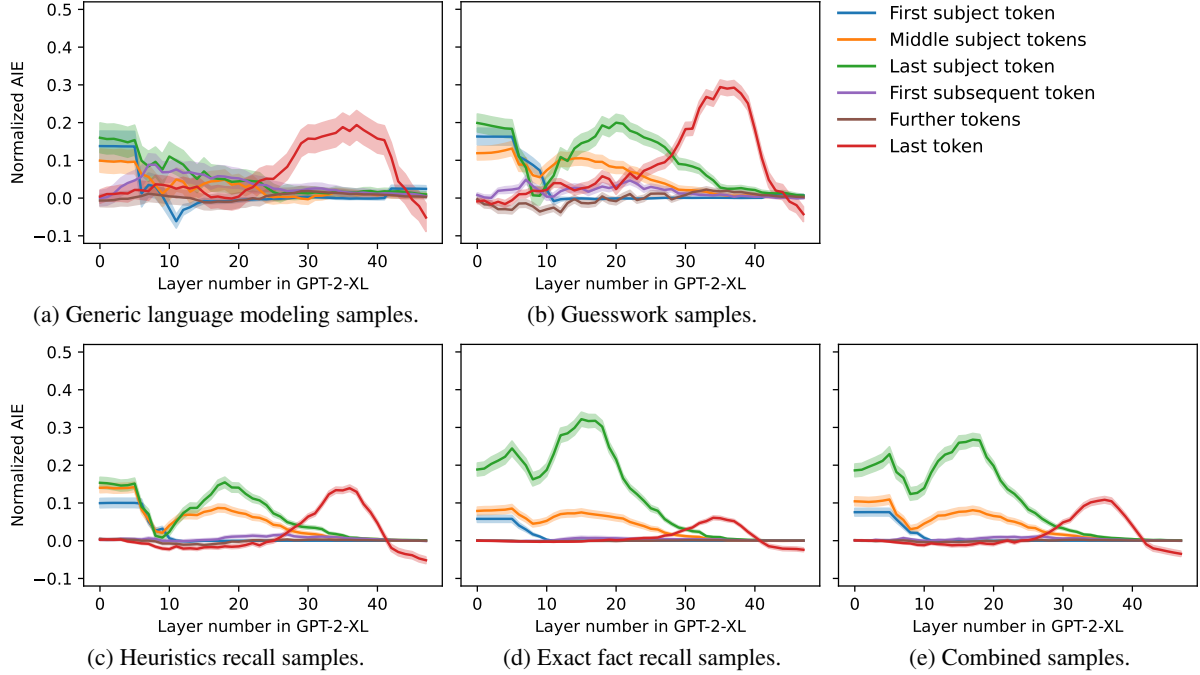 0.5
0.4
0.3
0.2
0.1
0.0
−0.1
Normalized AIE
0 10 20 30 40
Layer number in GPT-2-XL
(a) Generic language modeling samples.
0 10 20 30 40
Layer number in GPT-2-XL
(b) Guesswork samples.
First subject token
Middle subject tokens
Last subject token
First subsequent token
Further tokens
Last token
0.5
0.4
0.3
0.2
0.1
0.0
−0.1
Normalized AIE
0 10 20 30 40
Layer number in GPT-2-XL
(c) Heuristics recall samples.
0 10 20 30 40
Layer number in GPT-2-XL
(d) Exact fact recall samples.
0 10 20 30 40
Layer number in GPT-2-XL
(e) Combined samples.